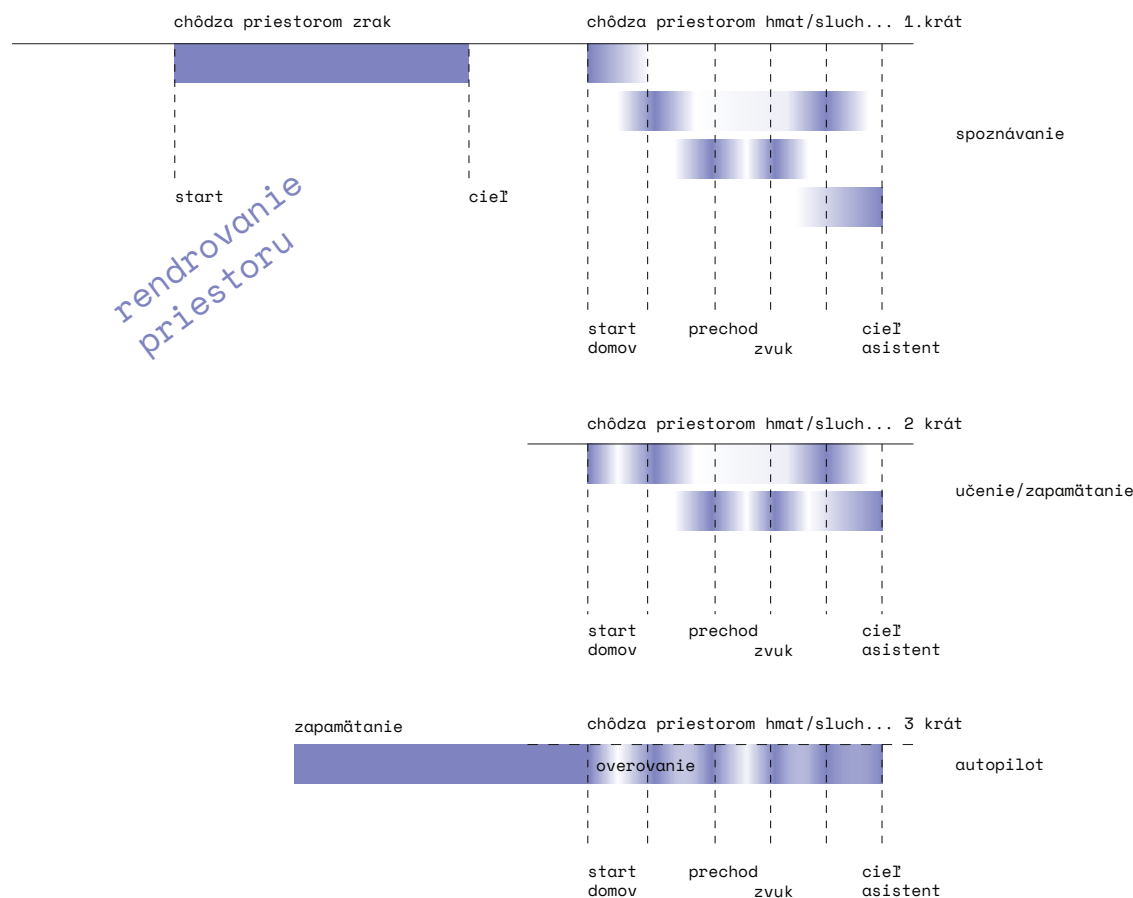 chôdza priestorom zrak
chôdza priestorom hmat/sluch... 1.krát
spoznávanie
start
cieľ
rendrovanie
priestoru
start
domov
prechod
zvuk
cieľ
asistent
chôdza priestorom hmat/sluch... 2 krát
učenie/zapamätanie
start
domov
prechod
zvuk
cieľ
asistent
zapamätanie
chôdza priestorom hmat/sluch... 3 krát
overovanie
autopilot
start
domov
prechod
zvuk
cieľ
asistent